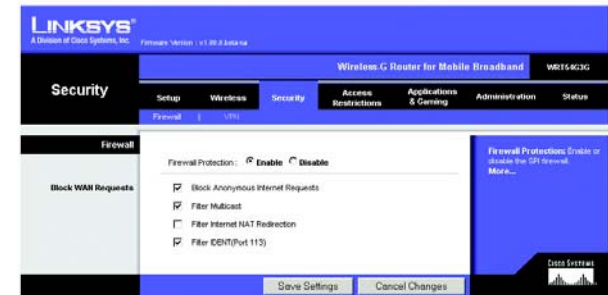 LINKSYS®
A Division of Cisco Systems, Inc.
Firmware Version : v1.00.8.beta
Wireless-G Router for Mobile Broadband
WRT54G3G
Security
Setup
Wireless
Security
Access Restrictions
Applications & Gaming
Administration
Status
Firewall | VPN
Firewall
Firewall Protection : Enable Disable
Block WAN Requests
Block Anonymous Internet Requests
Filter Multicast
Filter Internet NAT Redirection
Filter IDENT(Port 113)
Firewall Protection: Enable or
disable the SPI firewall.
More...
Save Settings
Cancel Changes
CISCO SYSTEMS